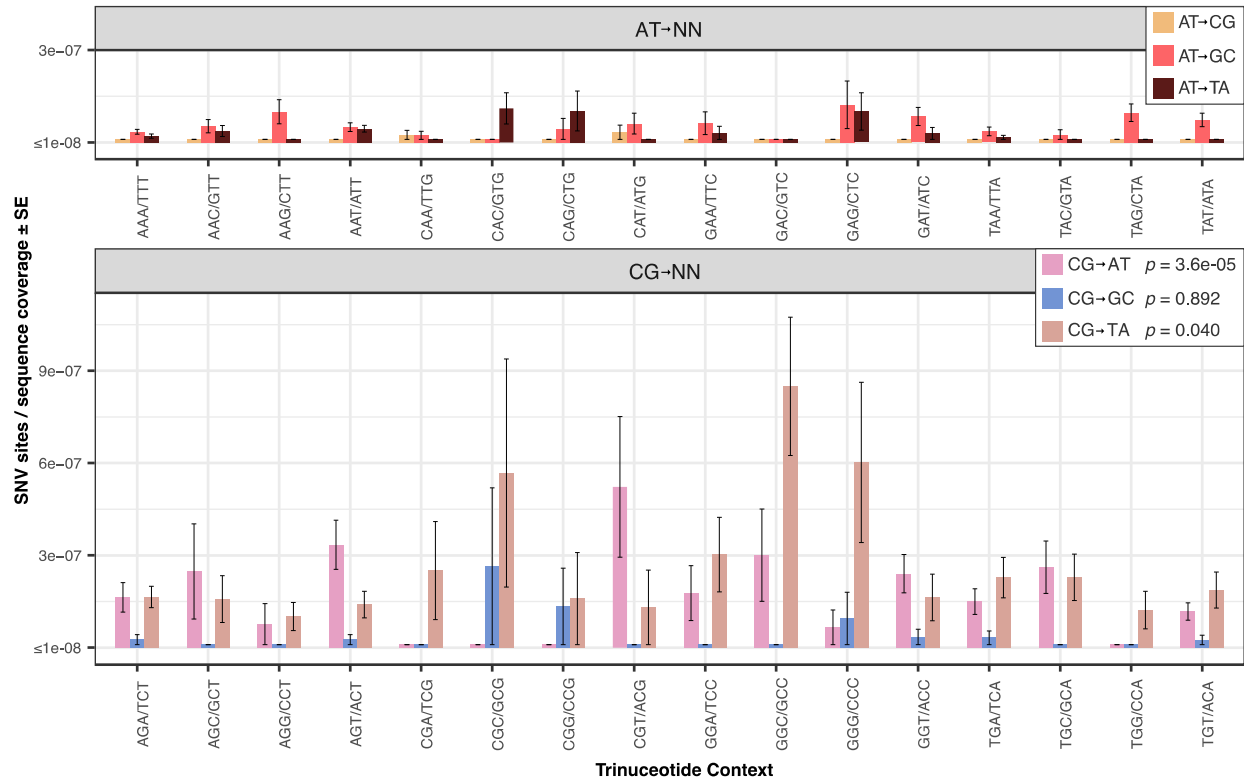 AT→NN
AT→CG
AT→GC
AT→TA
3e−07
≤1e−08
AAA/TTT
AAC/GTT
AAG/CTT
AAT/ATT
CAA/TTG
CAC/GTG
CAG/CTG
CAT/ATG
GAA/TTC
GAC/GTC
GAG/CTC
GAT/ATC
TAA/TTA
TAC/GTA
TAG/CTA
TAT/ATA
SNV sites / sequence coverage ± SE
CG→NN
CG→AT p = 3.6e-05
CG→GC p = 0.892
CG→TA p = 0.040
9e−07
6e−07
3e−07
≤1e−08
AGA/TCT
AGC/GCT
AGG/CCT
AGT/ACT
CGA/TCG
CGC/GCG
CGG/CCG
CGT/ACG
GGA/TCC
GGC/GCC
GGG/CCC
GGT/ACC
TGA/TCA
TGC/GCA
TGG/CCA
TGT/ACA
Trinuceotide Context